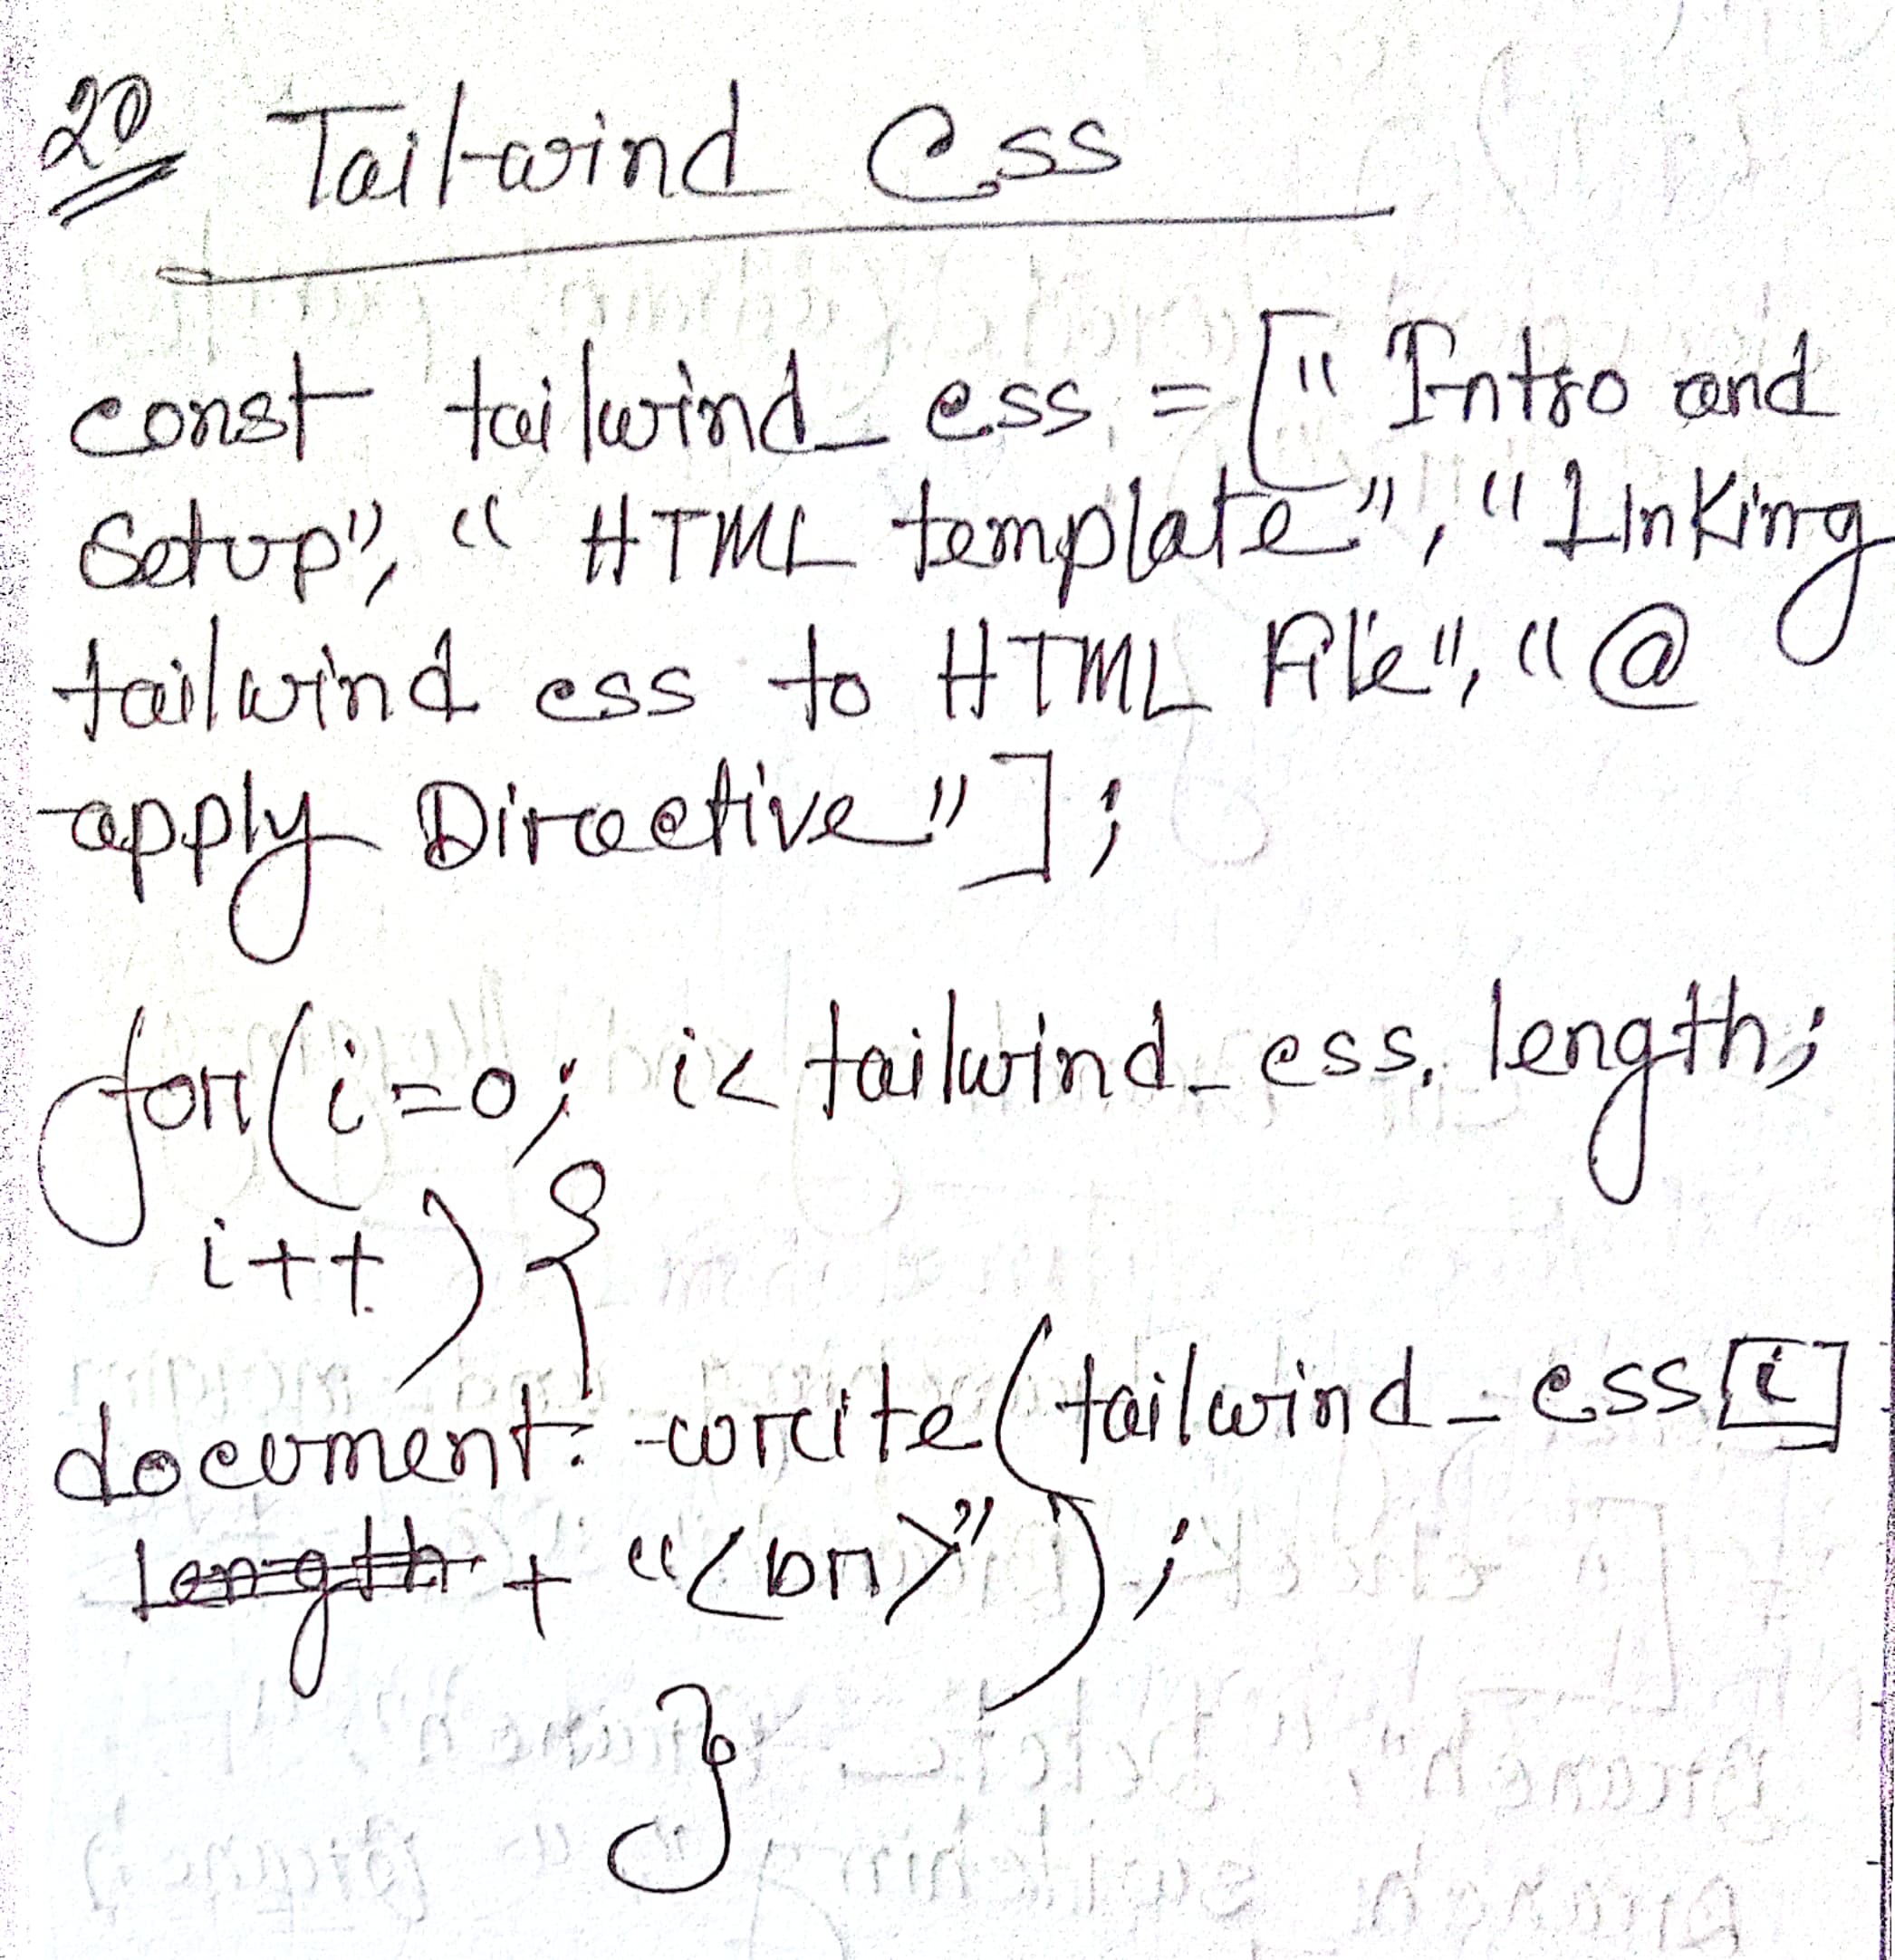 20 Tailwind Css
const tailwind_css = [" Intro and
Setup", " HTML template", "Linking
tailwind css to HTML File", "@
apply Directive"];
for(i=0; i< tailwind_css. length;
i++){
document. write(tailwind_css[i]
length + "<br>");
}